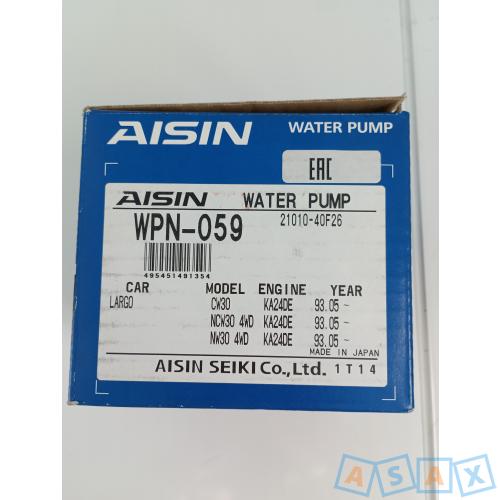 AISIN WATER PUMP
EAC
AISIN WATER PUMP
WPN-059 21010-40F26
495451491354
CAR MODEL ENGINE YEAR
LARGO CW30 KA24DE 93.05 ~
NCW30 4WD KA24DE 93.05 ~
NW30 4WD KA24DE 93.05 ~
MADE IN JAPAN
AISIN SEIKI Co., Ltd. 1T14
ASAX